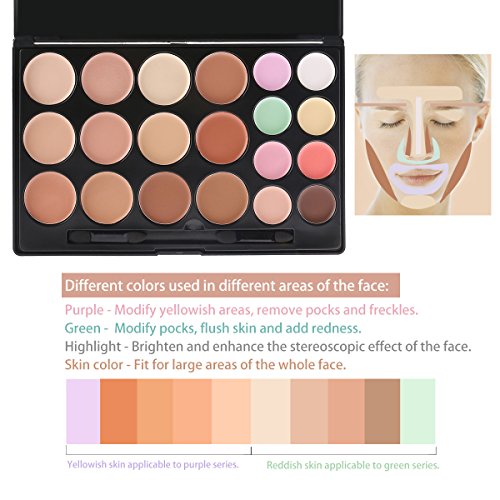 Different colors used in different areas of the face:
Purple - Modify yellowish areas, remove pocks and freckles.
Green - Modify pocks, flush skin and add redness.
Highlight - Brighten and enhance the stereoscopic effect of the face.
Skin color - Fit for large areas of the whole face.
Yellowish skin applicable to purple series. Reddish skin applicable to green series.